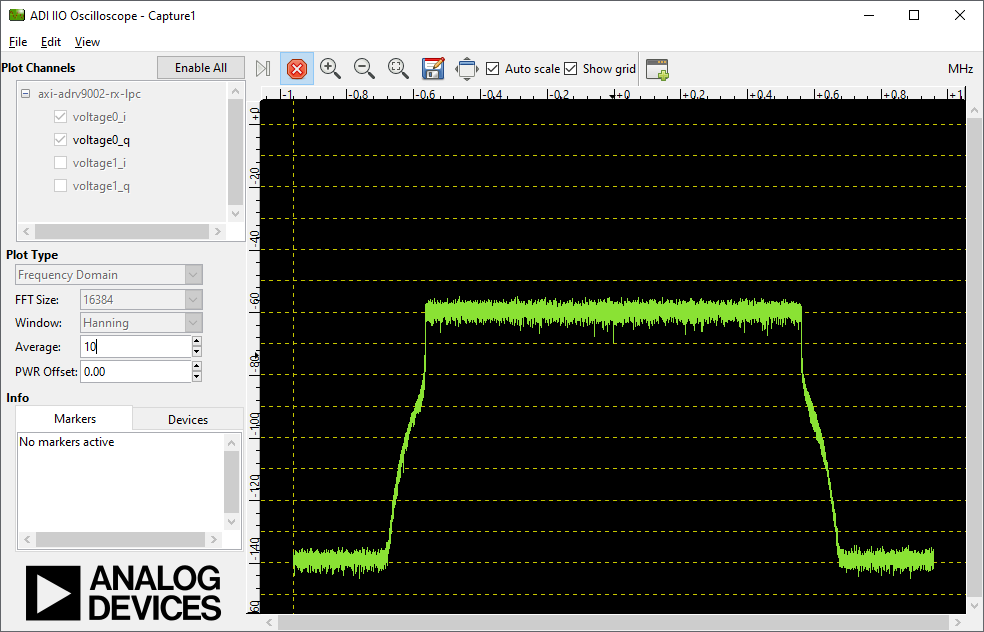 ADI IIO Oscilloscope - Capture1
File Edit View
Plot Channels
Enable All
Auto scale
Show grid
MHz
axi-adrv9002-rx-lpc
voltage0_i
voltage0_q
voltage1_i
voltage1_q
Plot Type
Frequency Domain
FFT Size: 16384
Window: Hanning
Average: 10
PWR Offset: 0.00
Info
Markers Devices
No markers active
ANALOG
DEVICES
-1 -0.8 -0.6 -0.4 -0.2 +0 +0.2 +0.4 +0.6 +0.8 +1
+0
-20
-40
-60
-80
-100
-120
-140